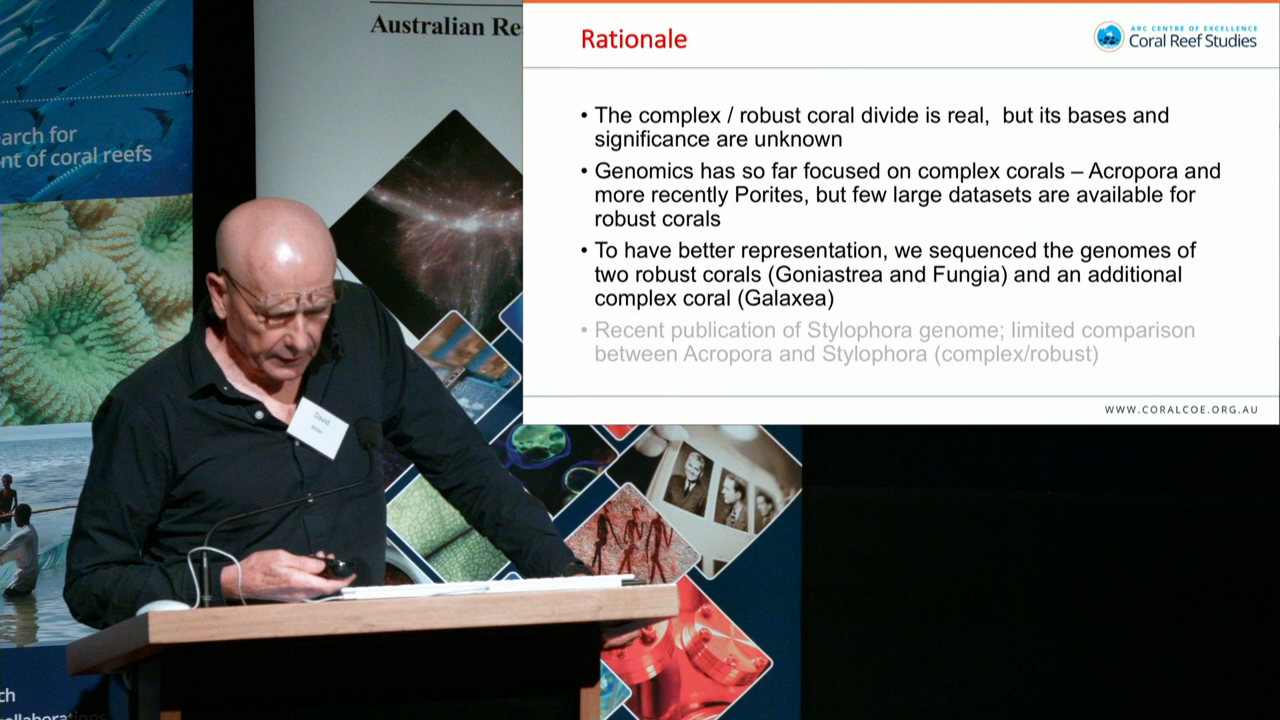 Australian Re
arch for
nt of coral reefs
David
Miller
ch
ollaborations
Rationale
ARC CENTRE OF EXCELLENCE
Coral Reef Studies
• The complex / robust coral divide is real, but its bases and
significance are unknown
• Genomics has so far focused on complex corals – Acropora and
more recently Porites, but few large datasets are available for
robust corals
• To have better representation, we sequenced the genomes of
two robust corals (Goniastrea and Fungia) and an additional
complex coral (Galaxea)
• Recent publication of Stylophora genome; limited comparison
between Acropora and Stylophora (complex/robust)
WWW.CORALCOE.ORG.AU